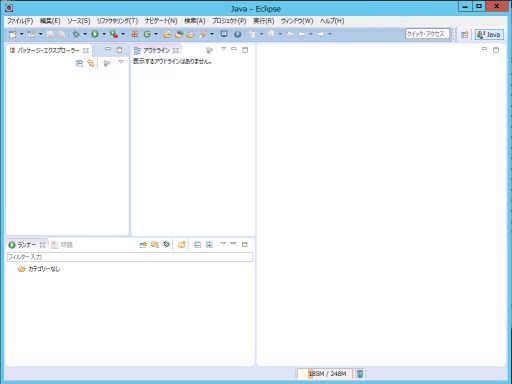 Java - Eclipse
ファイル(F) 編集(E) ソース(S) リファクタリング(T) ナビゲート(N) 検索(A) プロジェクト(P) 実行(R) ウィンドウ(W) ヘルプ(H)
クイック・アクセス
Java
パッケージ・エクスプローラー
アウトライン
表示するアウトラインはありません。
ランナー 問題
フィルター入力
カテゴリーなし
185M / 248M